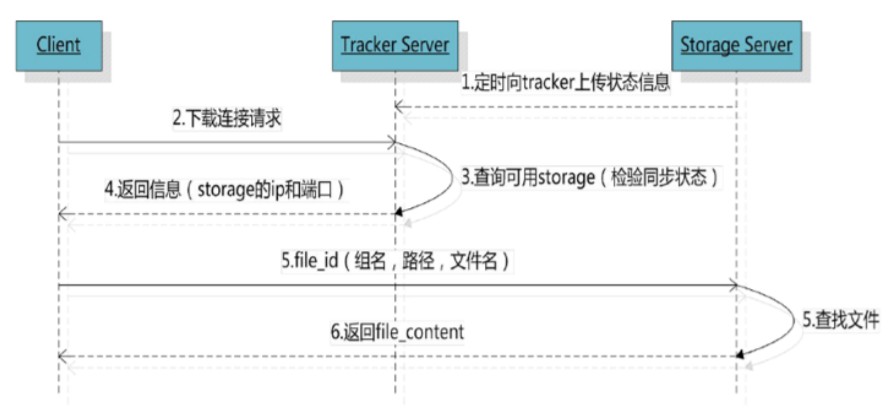 Client
Tracker Server
Storage Server
1.定时向tracker上传状态信息
2.下载连接请求
3.查询可用storage（检验同步状态）
4.返回信息（storage的ip和端口）
5.file_id（组名，路径，文件名）
5.查找文件
6.返回file_content